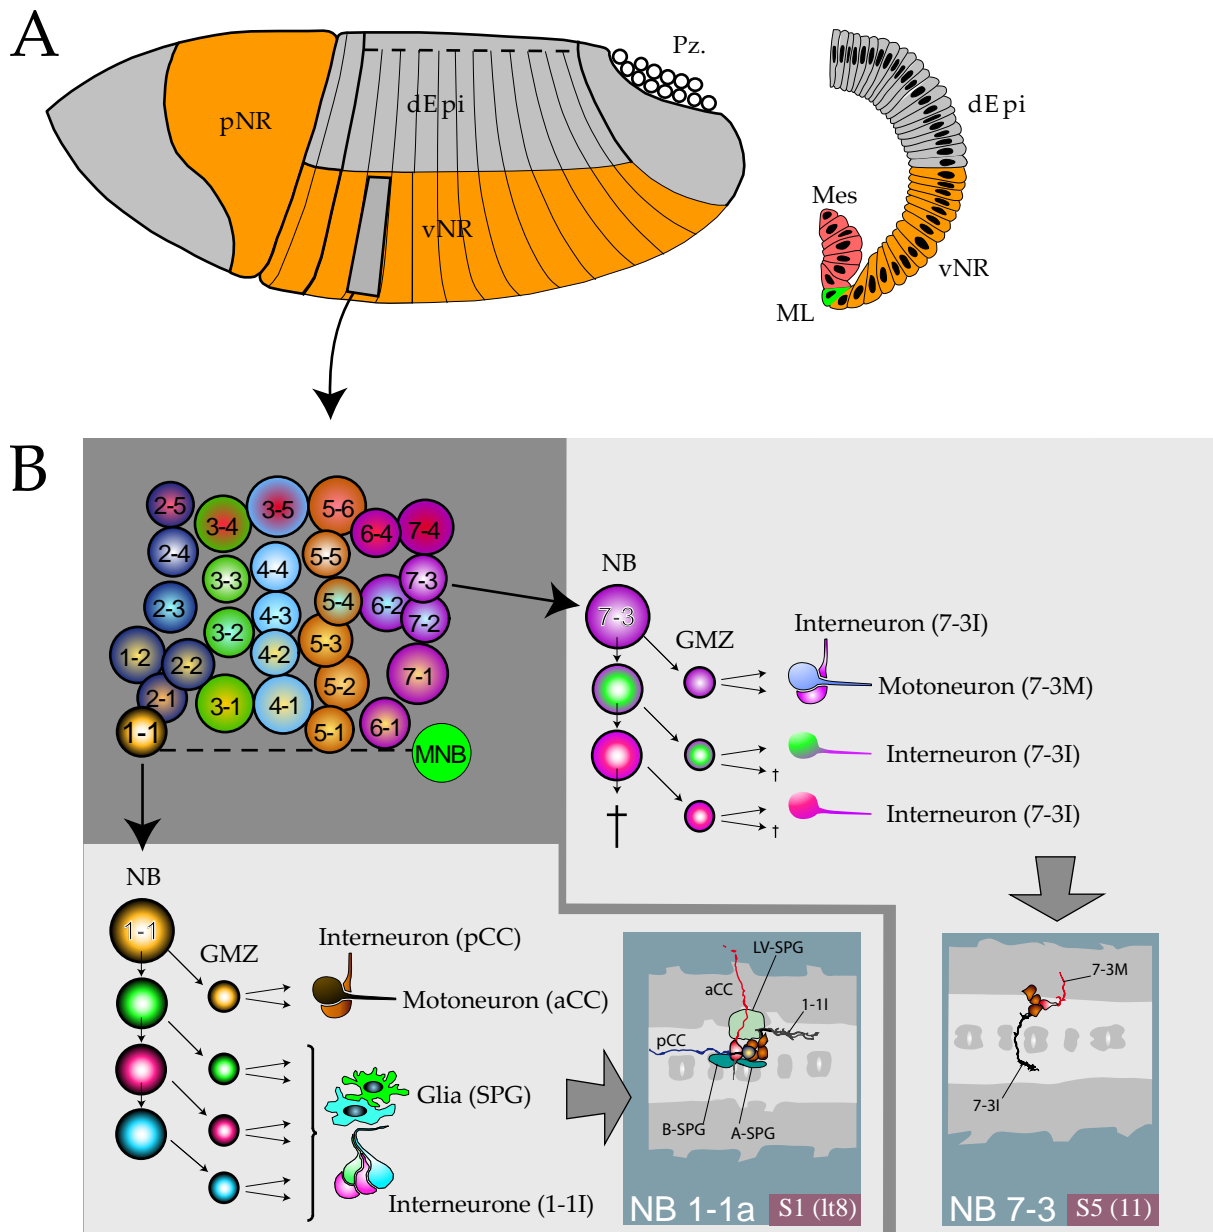 A
Pz.
pNR
dEpi
vNR
dEpi
Mes
vNR
ML
B
2-5
3-4
3-5
5-6
6-4
7-4
2-4
3-3
4-4
5-5
7-3
2-3
3-2
4-3
5-4
6-2
7-2
1-2
2-2
4-2
5-3
7-1
2-1
3-1
4-1
5-2
1-1
5-1
6-1
MNB
NB
7-3
GMZ
Interneuron (7-3I)
Motoneuron (7-3M)
Interneuron (7-3I)
†
Interneuron (7-3I)
†
†
NB
1-1
GMZ
Interneuron (pCC)
Motoneuron (aCC)
Glia (SPG)
Interneurone (1-1I)
LV-SPG
aCC
1-1I
pCC
B-SPG
A-SPG
NB 1-1a
S1 (lt8)
7-3M
7-3I
NB 7-3
S5 (11)